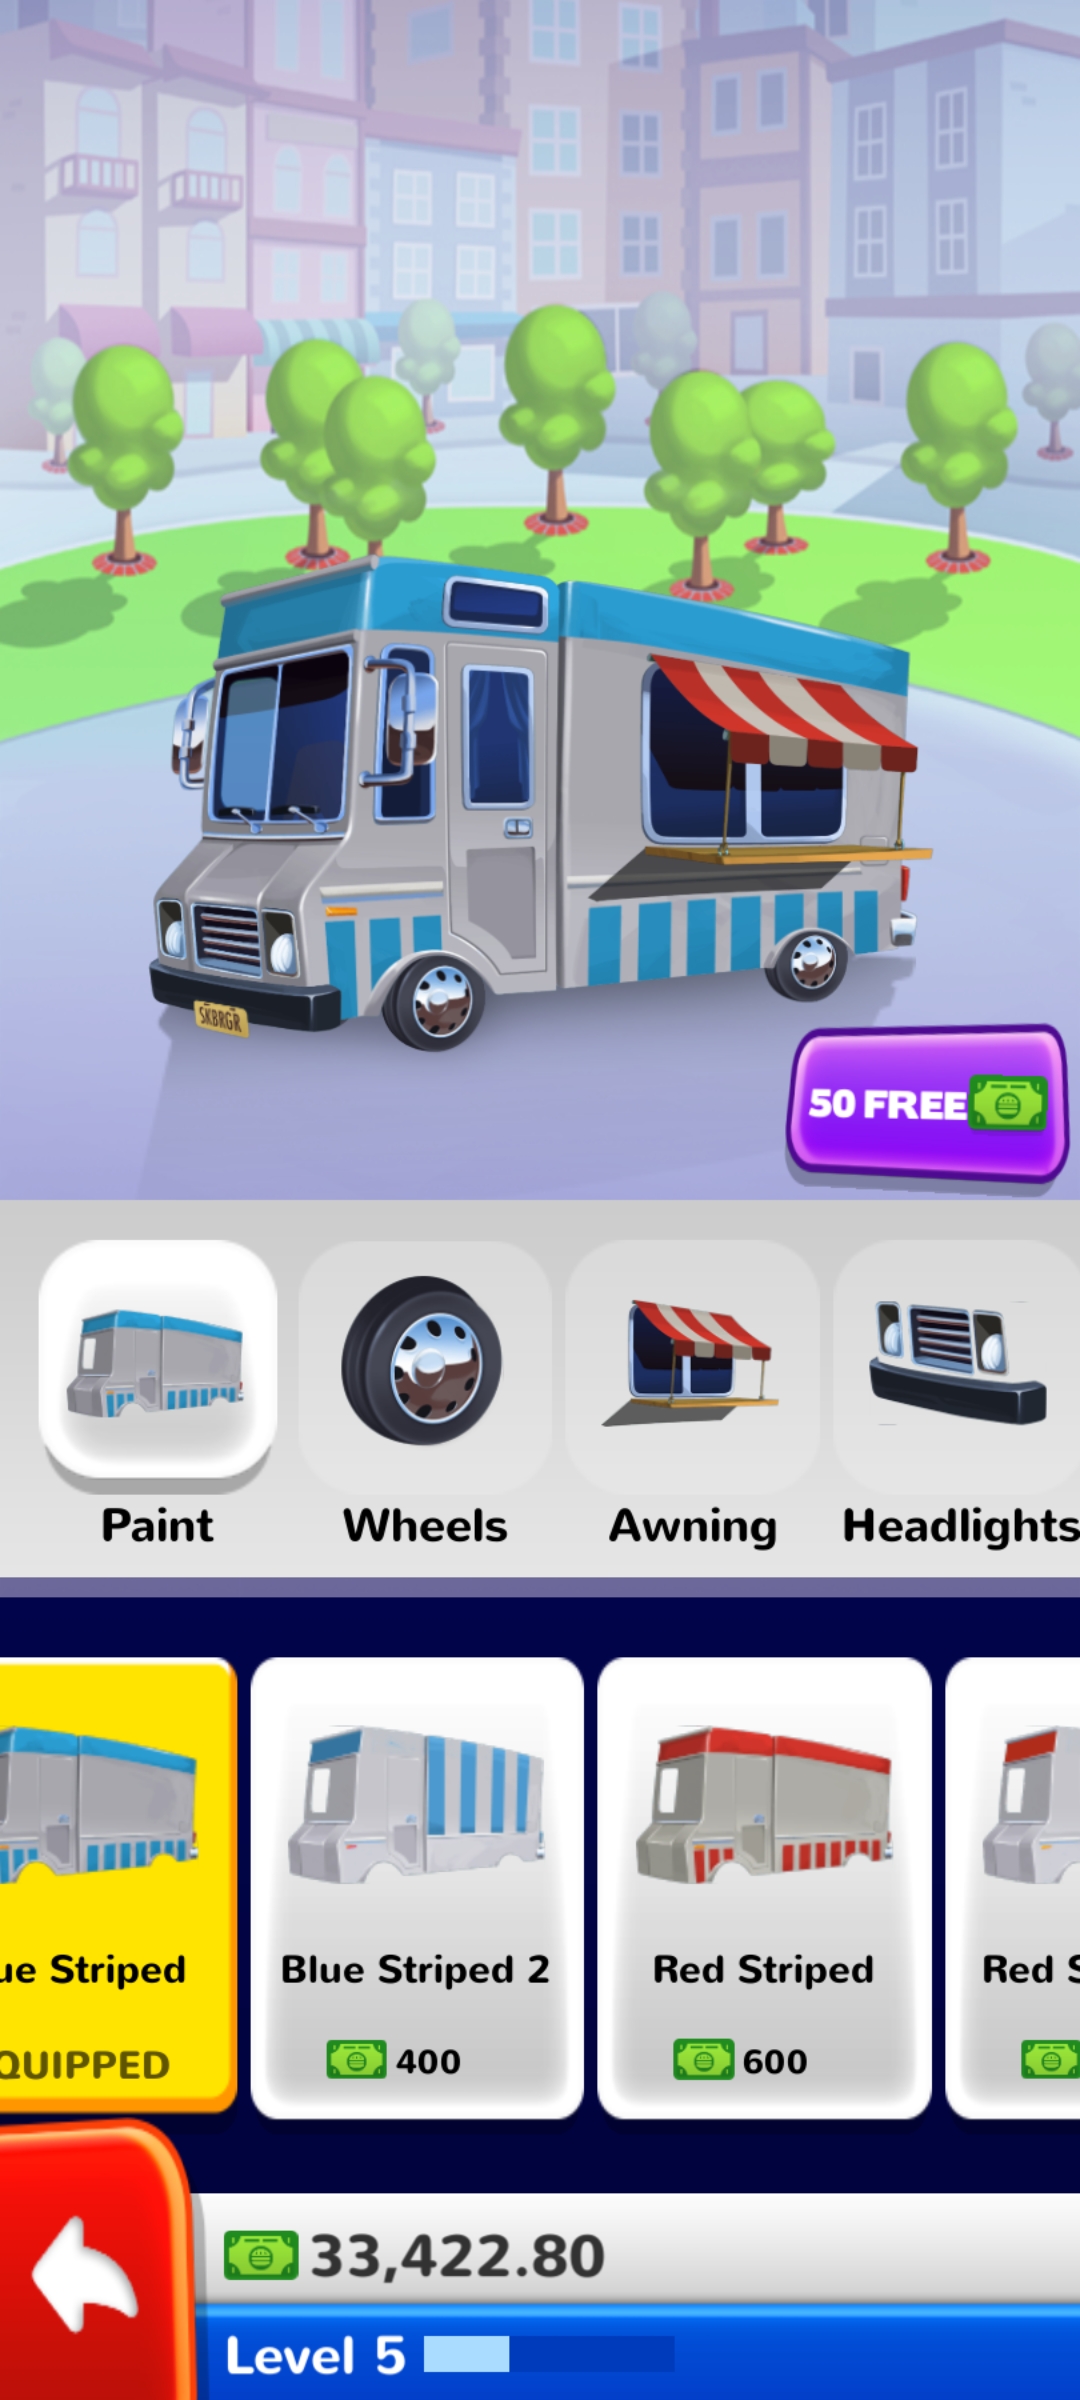 SKBRGR
50 FREE
Paint
Wheels
Awning
Headlights
ue Striped
Blue Striped 2
Red Striped
Red S
QUIPPED
400
600
33,422.80
Level 5